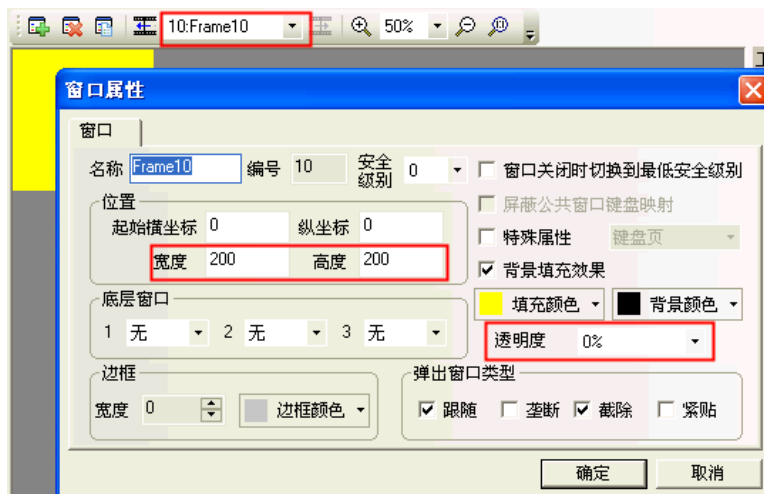 10:Frame10 50%
窗口属性
窗口
名称 Frame10 编号 10 安全级别 0 窗口关闭时切换到最低安全级别
位置 屏蔽公共窗口键盘映射
起始横坐标 0 纵坐标 0 特殊属性 键盘页
宽度 200 高度 200 背景填充效果
底层窗口 填充颜色 背景颜色
1 无 2 无 3 无 透明度 0%
边框 弹出窗口类型
宽度 0 边框颜色 跟随 垄断 截除 紧贴
确定 取消